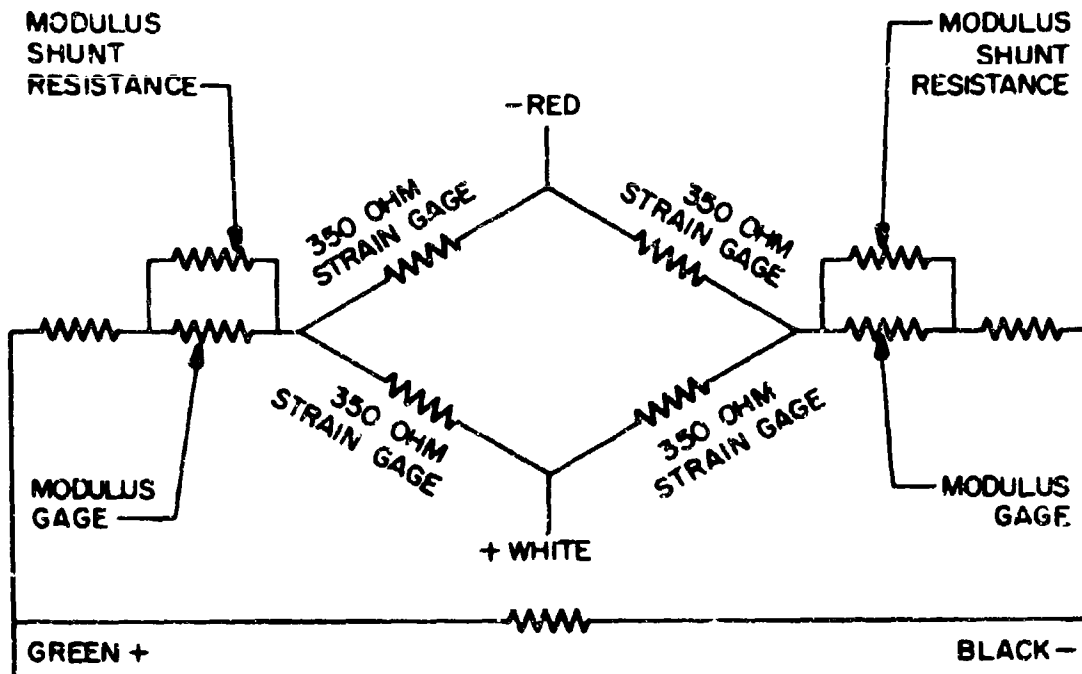 MODULUS
SHUNT
RESISTANCE
MODULUS
SHUNT
RESISTANCE
-RED
350 OHM
STRAIN GAGE
350 OHM
STRAIN GAGE
350 OHM
STRAIN GAGE
350 OHM
STRAIN GAGE
MODULUS
GAGE
MODULUS
GAGE
+ WHITE
GREEN +
BLACK -